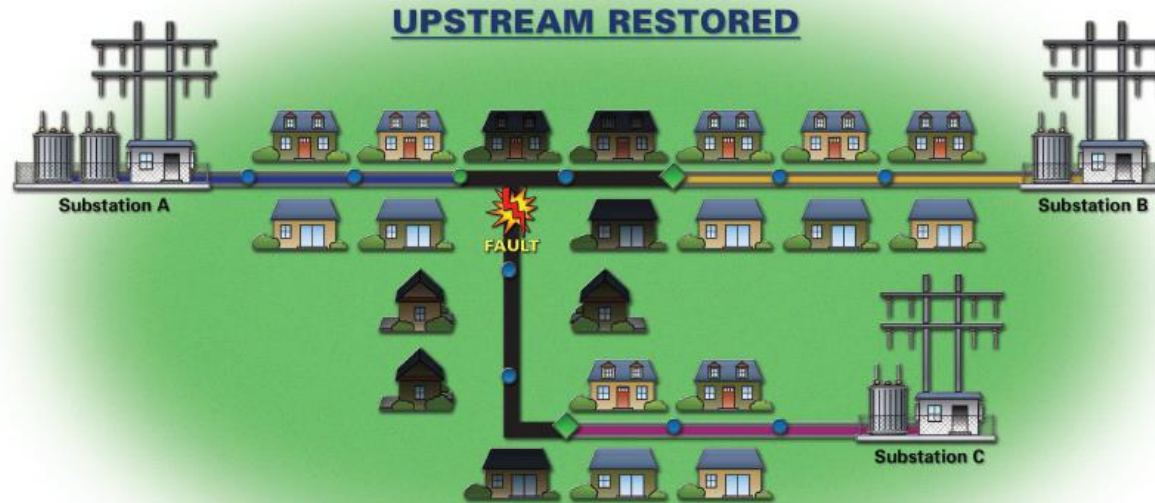 UPSTREAM RESTORED
Substation A
Substation B
FAULT
Substation C